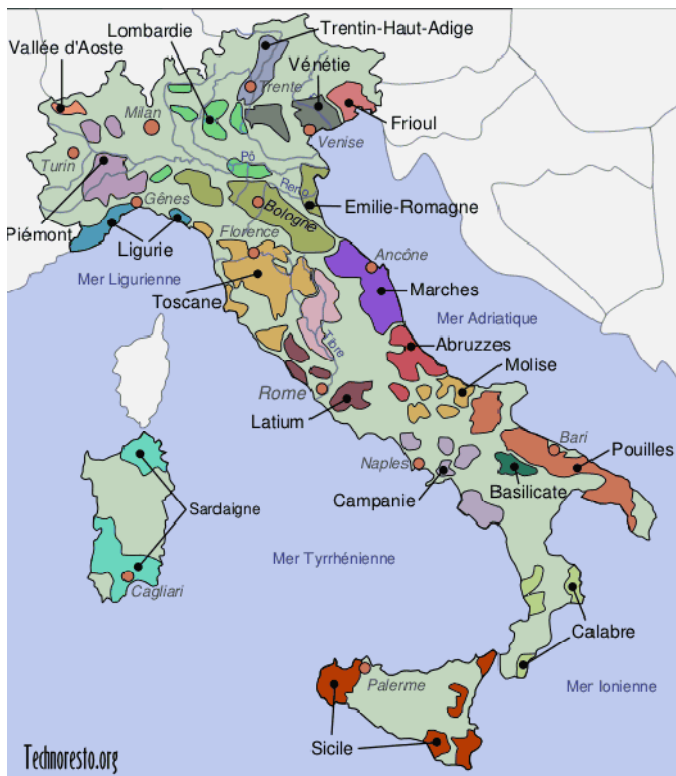 Trentin-Haut-Adige
Lombardie
Vallée d'Aoste
Vénétie
Trente
Milan
Frioul
Venise
Turin
Pô
Reno
Gênes
Bologne
Emilie-Romagne
Piémont
Ligurie
Florence
Ancône
Mer Ligurienne
Toscane
Marches
Mer Adriatique
Tibre
Abruzzes
Molise
Rome
Latium
Bari
Pouilles
Naples
Basilicate
Campanie
Sardaigne
Mer Tyrrhénienne
Cagliari
Calabre
Palerme
Mer Ionienne
Sicile
Technoresto.org